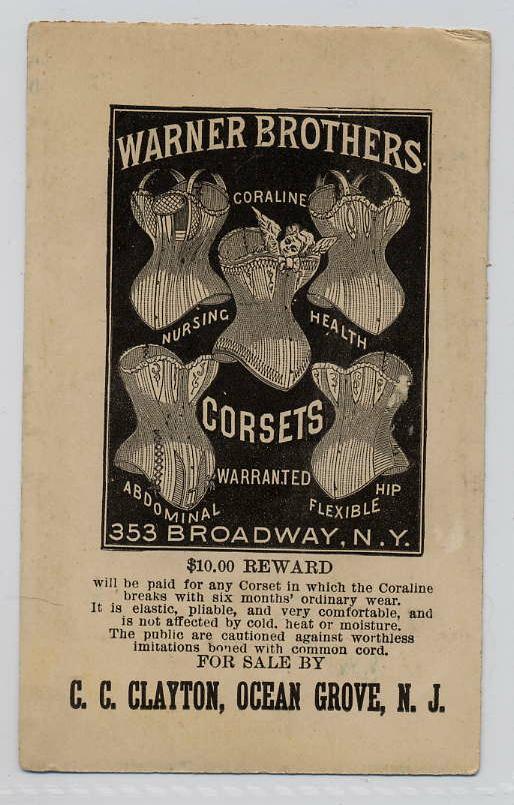 WARNER BROTHERS
CORALINE
NURSING
HEALTH
CORSETS
WARRANTED
ABDOMINAL
FLEXIBLE HIP
353 BROADWAY, N.Y.
$10.00 REWARD
will be paid for any Corset in which the Coraline
breaks with six months' ordinary wear.
It is elastic, pliable, and very comfortable, and
is not affected by cold, heat or moisture.
The public are cautioned against worthless
imitations boned with common cord.
FOR SALE BY
C. C. CLAYTON, OCEAN GROVE, N. J.